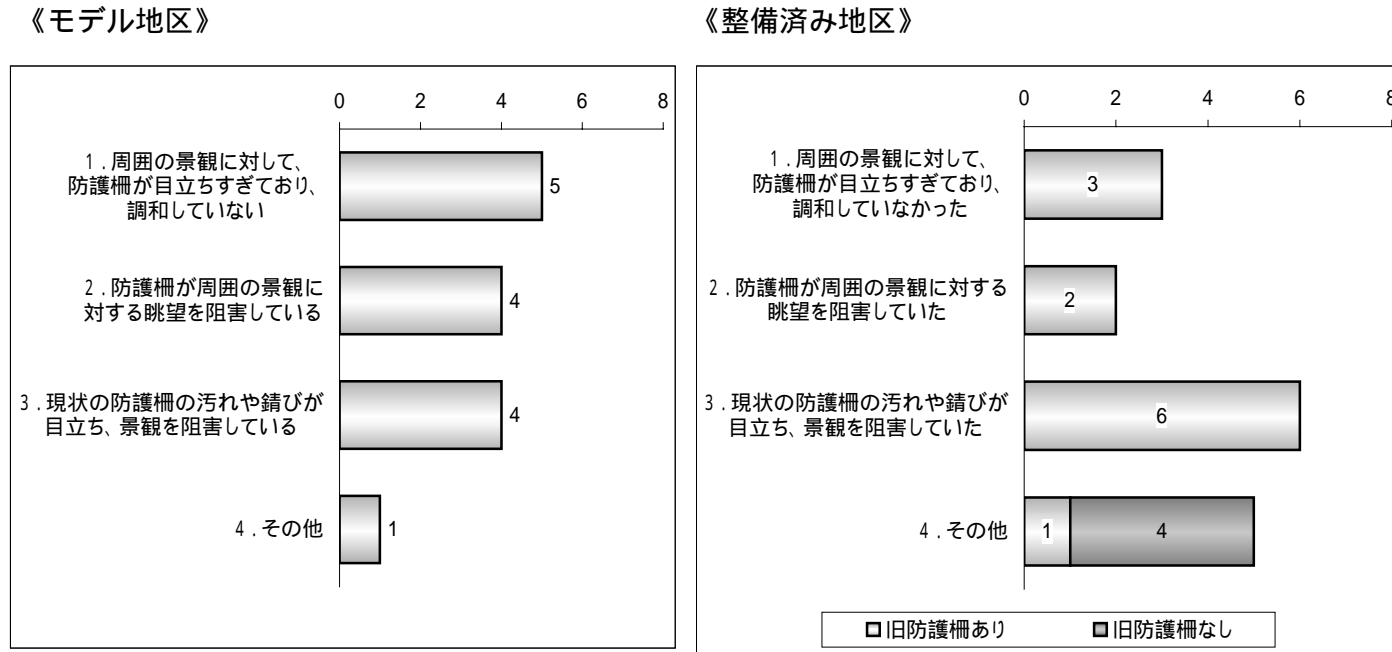 《モデル地区》
0 2 4 6 8
1．周囲の景観に対して、
防護柵が目立ちすぎており、
調和していない
5
2．防護柵が周囲の景観に
対する眺望を阻害している
4
3．現状の防護柵の汚れや錆びが
目立ち、景観を阻害している
4
4．その他
1
《整備済み地区》
0 2 4 6 8
1．周囲の景観に対して、
防護柵が目立ちすぎており、
調和していなかった
3
2．防護柵が周囲の景観に対する
眺望を阻害していた
2
3．現状の防護柵の汚れや錆びが
目立ち、景観を阻害していた
6
4．その他
1 4
旧防護柵あり 旧防護柵なし